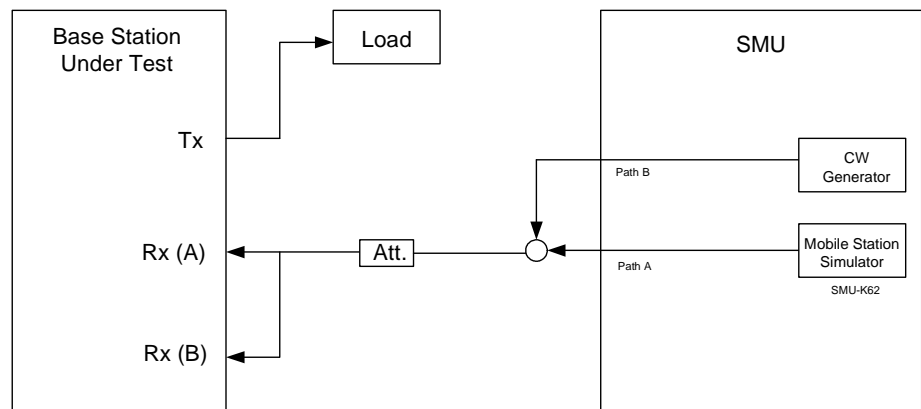 Base Station
Under Test
Load
SMU
Tx
Path B
CW
Generator
Rx (A)
Att.
Path A
Mobile Station
Simulator
SMU-K62
Rx (B)